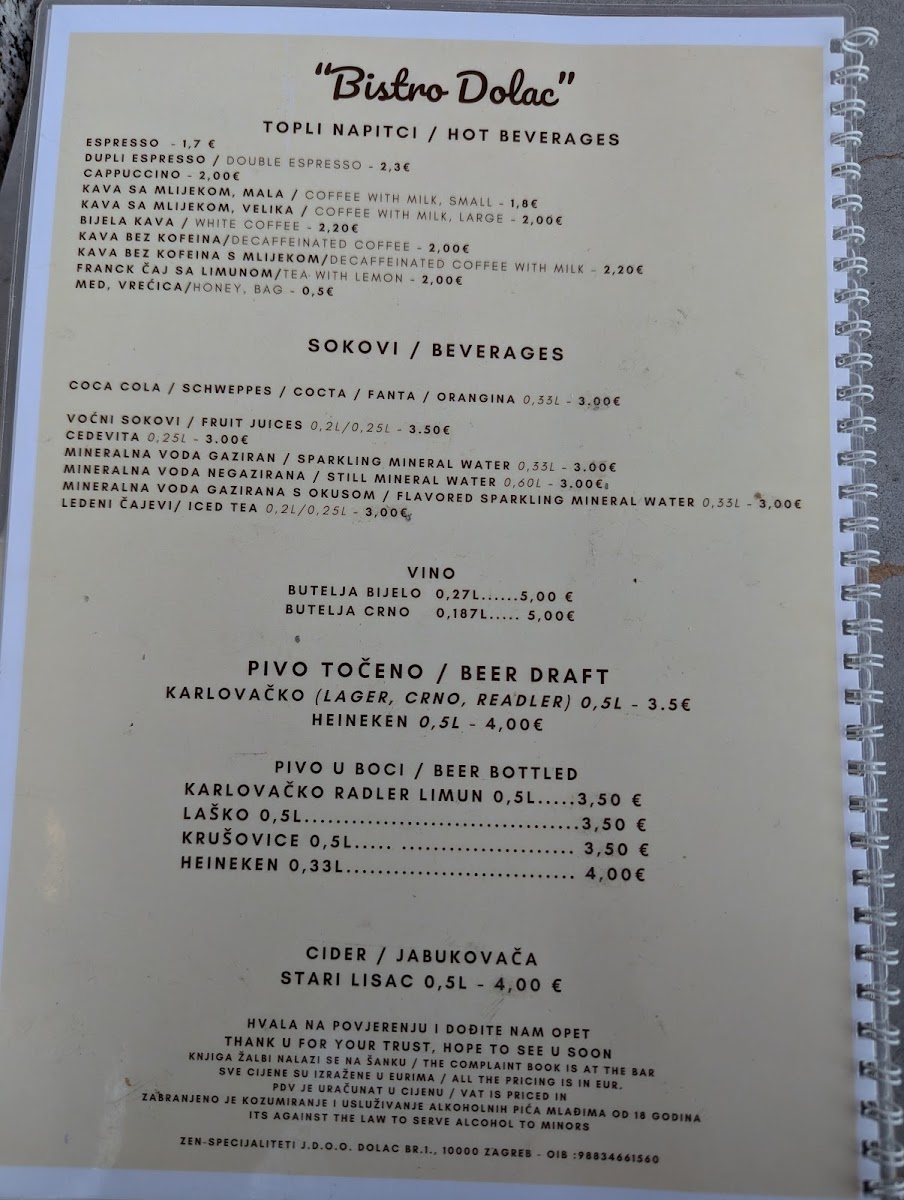 "Bistro Dolac"
TOPLI NAPITCI / HOT BEVERAGES
ESPRESSO - 1,7 €
DUPLI ESPRESSO / DOUBLE ESPRESSO - 2,3€
CAPPUCCINO - 2,00€
KAVA SA MLIJEKOM, MALA / COFFEE WITH MILK, SMALL - 1,8€
KAVA SA MLIJEKOM, VELIKA / COFFEE WITH MILK, LARGE - 2,00€
BIJELA KAVA / WHITE COFFEE - 2,20€
KAVA BEZ KOFEINA/DECAFFEINATED COFFEE - 2,00€
KAVA BEZ KOFEINA S MLIJEKOM/DECAFFEINATED COFFEE WITH MILK - 2,20€
FRANCK ČAJ SA LIMUNOM/TEA WITH LEMON - 2,00€
MED, VREĆICA/HONEY, BAG - 0,5€
SOKOVI / BEVERAGES
COCA COLA / SCHWEPPES / COCTA / FANTA / ORANGINA 0,33L - 3.00€
VOĆNI SOKOVI / FRUIT JUICES 0,2L/0,25L - 3.50€
CEDEVITA 0,25L - 3.00€
MINERALNA VODA GAZIRAN / SPARKLING MINERAL WATER 0,33L - 3.00€
MINERALNA VODA NEGAZIRANA / STILL MINERAL WATER 0,60L - 3.00€
MINERALNA VODA GAZIRANA S OKUSOM / FLAVORED SPARKLING MINERAL WATER 0,33L - 3,00€
LEDENI ČAJEVI/ ICED TEA 0,2L/0,25L - 3,00€
VINO
BUTELJA BIJELO 0,27L......5,00 €
BUTELJA CRNO 0,187L..... 5,00€
PIVO TOČENO / BEER DRAFT
KARLOVAČKO (LAGER, CRNO, READLER) 0,5L - 3.5€
HEINEKEN 0,5L - 4,00€
PIVO U BOCI / BEER BOTTLED
KARLOVAČKO RADLER LIMUN 0,5L.....3,50 €
LAŠKO 0,5L...................................3,50 €
KRUŠOVICE 0,5L..... ...................... 3,50 €
HEINEKEN 0,33L............................. 4,00€
CIDER / JABUKOVAČA
STARI LISAC 0,5L - 4,00 €
HVALA NA POVJERENJU I DOĐITE NAM OPET
THANK U FOR YOUR TRUST, HOPE TO SEE U SOON
KNJIGA ŽALBI NALAZI SE NA ŠANKU / THE COMPLAINT BOOK IS AT THE BAR
SVE CIJENE SU IZRAŽENE U EURIMA / ALL THE PRICING IS IN EUR.
PDV JE URAČUNAT U CIJENU / VAT IS PRICED IN
ZABRANJENO JE KOZUMIRANJE I USLUŽIVANJE ALKOHOLNIH PIĆA MLAĐIMA OD 18 GODINA
ITS AGAINST THE LAW TO SERVE ALCOHOL TO MINORS
ZEN-SPECIJALITETI J.D.O.O. DOLAC BR.1., 10000 ZAGREB - OIB :98834661560